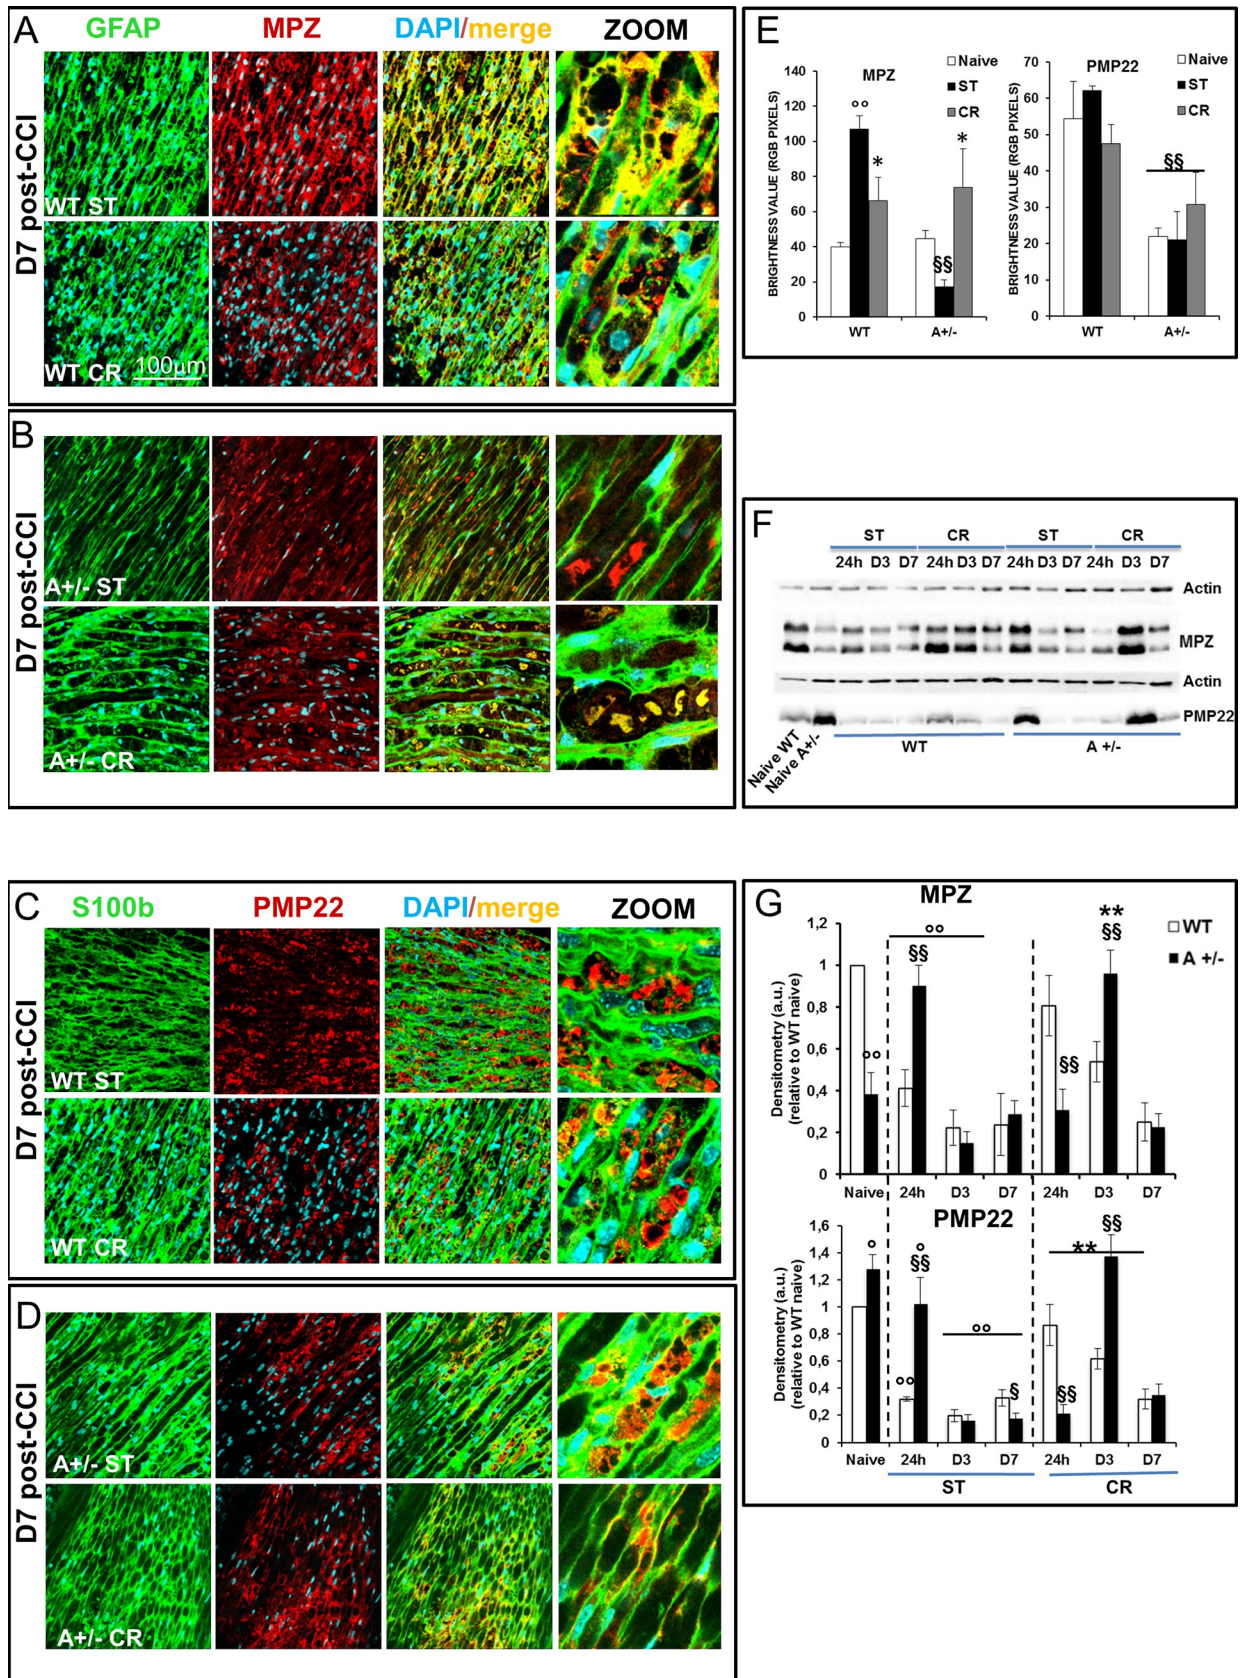 A
GFAP MPZ DAPI/merge ZOOM
D7 post-CCI
WT ST
WT CR
100µm
B
D7 post-CCI
A+/- ST
A+/- CR
C
S100b PMP22 DAPI/merge ZOOM
D7 post-CCI
WT ST
WT CR
D
D7 post-CCI
A+/- ST
A+/- CR
E
MPZ
Naive
ST
CR
BRIGHTNESS VALUE (RGB PIXELS)
140
120
100
80
60
40
20
0
°°
*
§§
*
WT A+/-
PMP22
Naive
ST
CR
BRIGHTNESS VALUE (RGB PIXELS)
70
60
50
40
30
20
10
0
§§
WT A+/-
F
ST CR ST CR
24h D3 D7 24h D3 D7 24h D3 D7 24h D3 D7
Actin
MPZ
Actin
PMP22
Naive WT
Naive A+/-
WT A +/-
G
MPZ
WT
A +/-
Densitometry (a.u.)
(relative to WT naive)
1,2
1
0,8
0,6
0,4
0,2
0
°°
§§
°°
§§
**
§§
Naive 24h D3 D7 24h D3 D7
PMP22
Densitometry (a.u.)
(relative to WT naive)
1,6
1,4
1,2
1
0,8
0,6
0,4
0,2
0
°
°°
°
§§
°°
§
§§
**
§§
Naive 24h D3 D7 24h D3 D7
ST CR